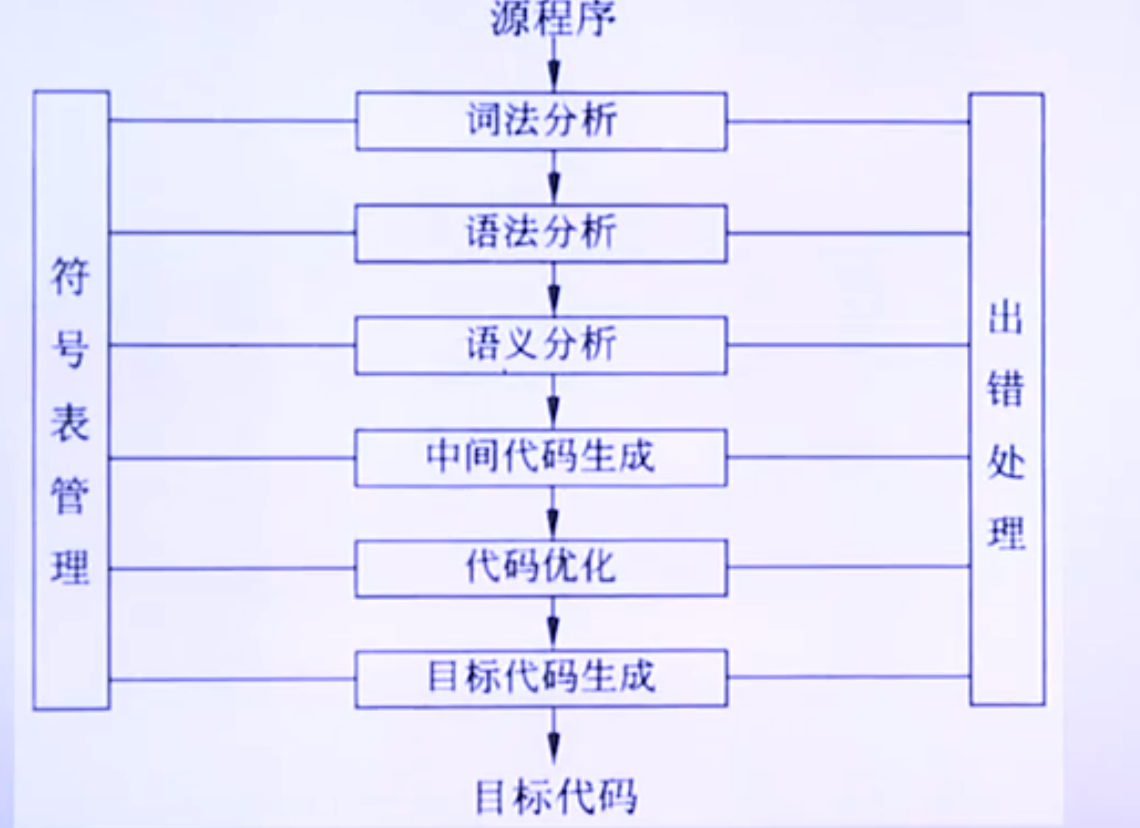 源程序
词法分析
语法分析
语义分析
中间代码生成
代码优化
目标代码生成
目标代码
符号表管理
出错处理